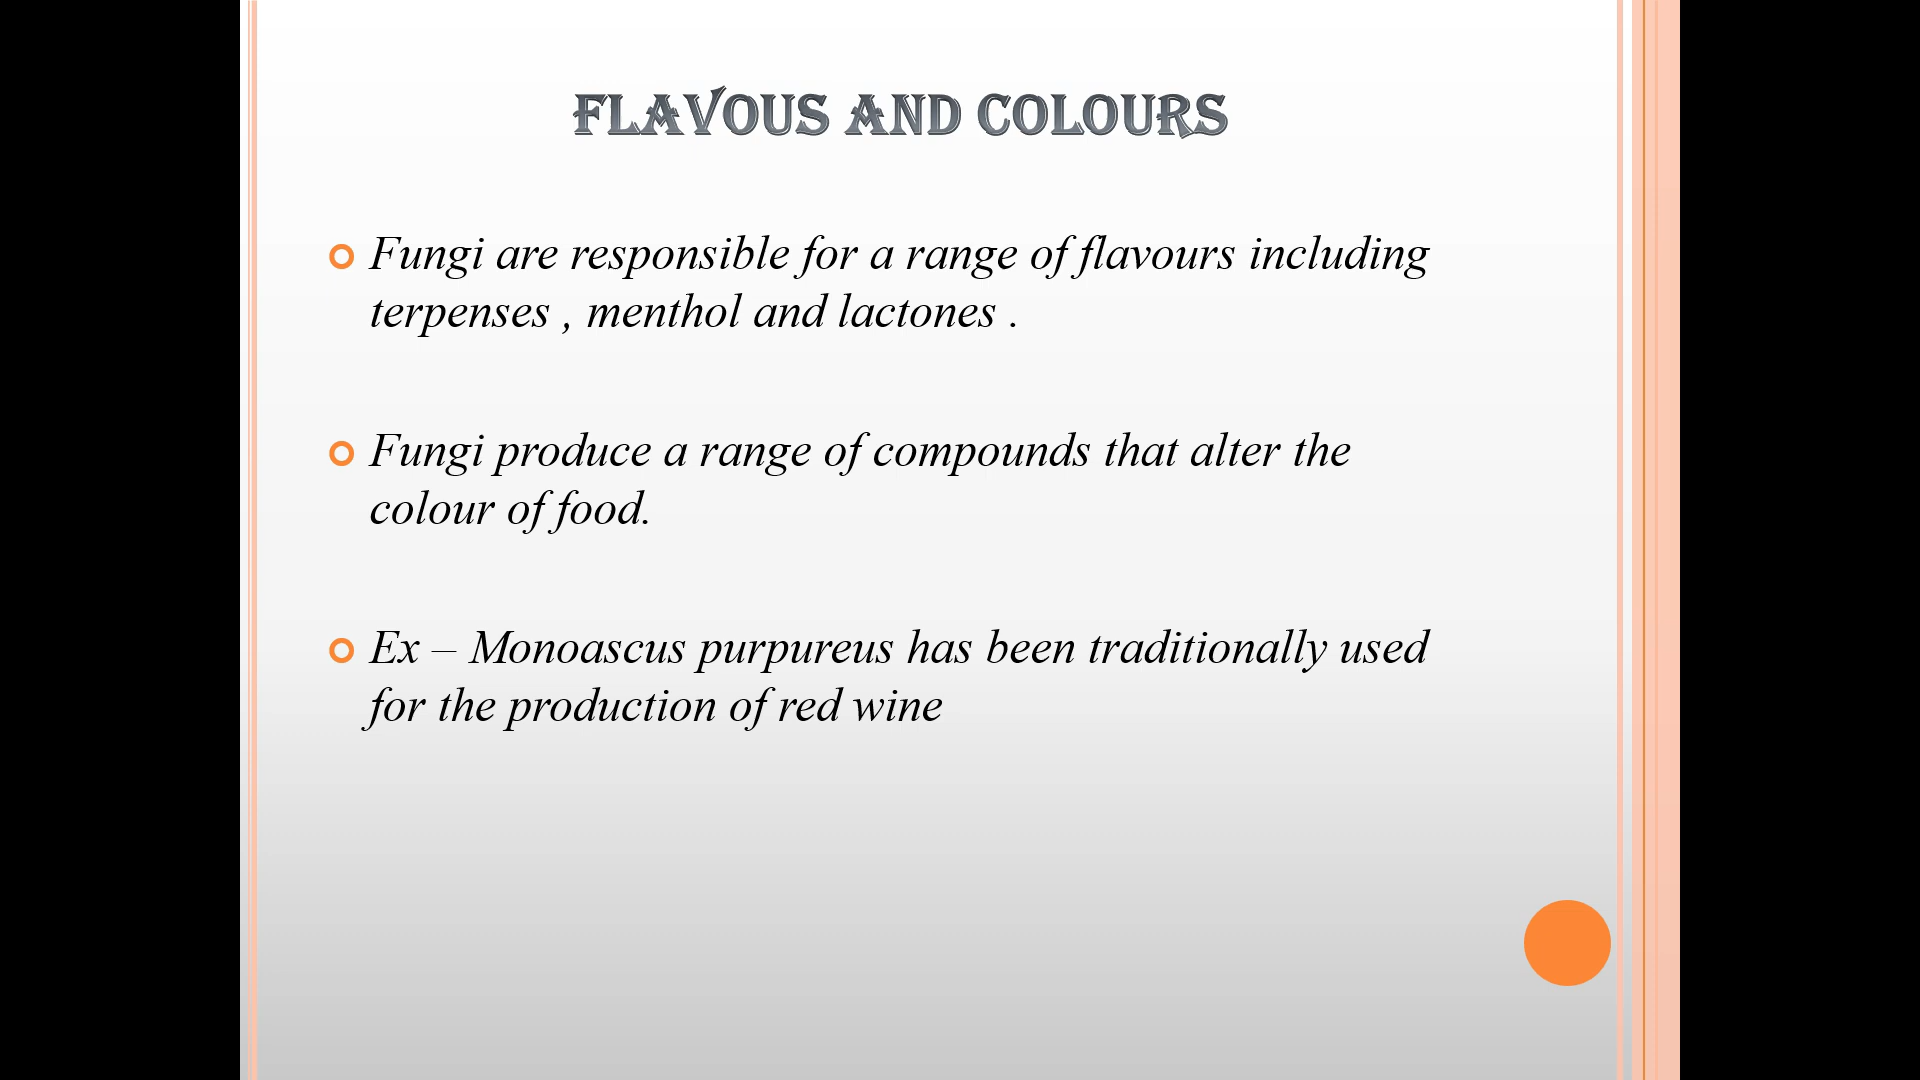 FLAVOUS AND COLOURS
Fungi are responsible for a range of flavours including
terpenses , menthol and lactones .
Fungi produce a range of compounds that alter the
colour of food.
Ex – Monoascus purpureus has been traditionally used
for the production of red wine